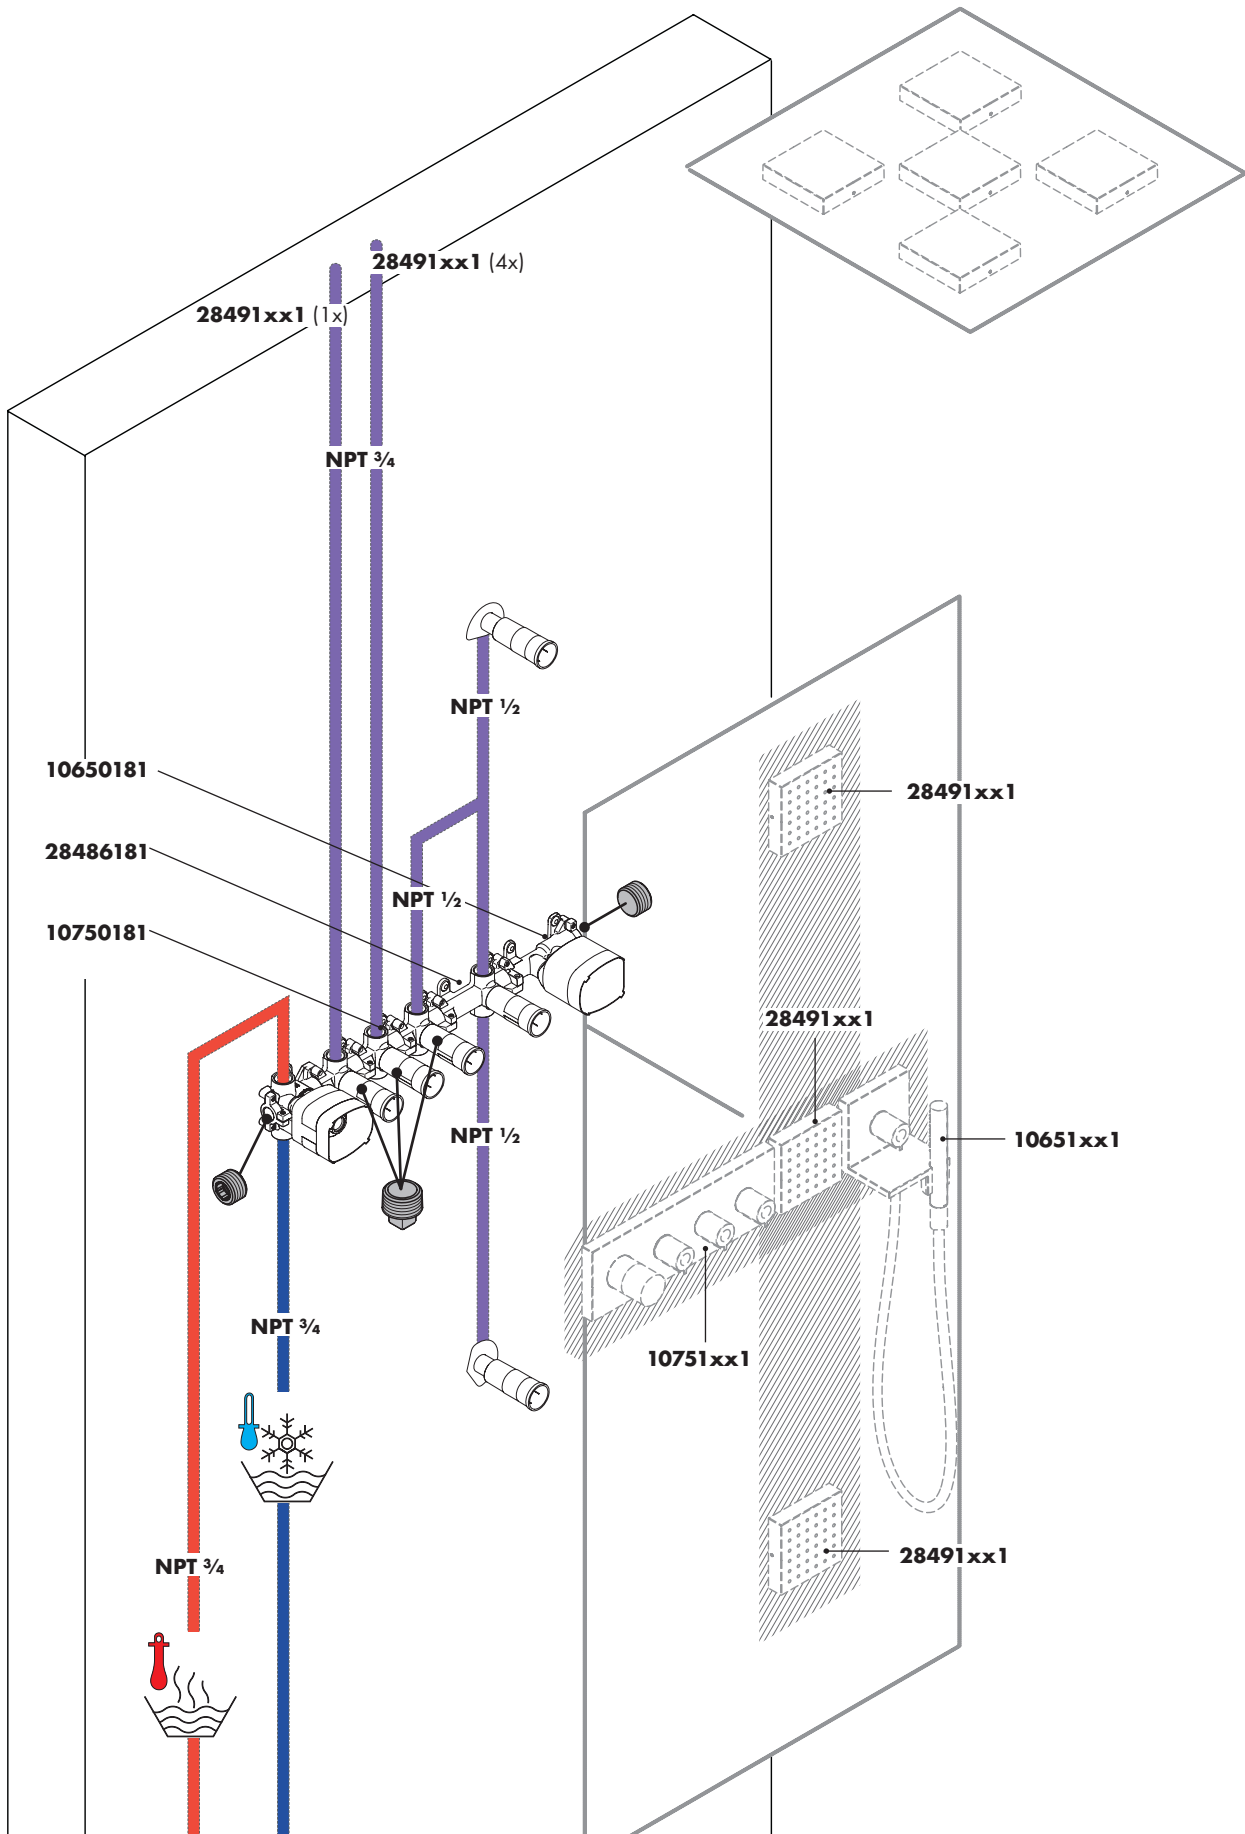 28491xx1 (4x)
28491xx1 (1x)
NPT ¾
NPT ½
10650181
28491xx1
28486181
NPT ½
10750181
28491xx1
NPT ½
10651xx1
NPT ¾
10751xx1
28491xx1
NPT ¾